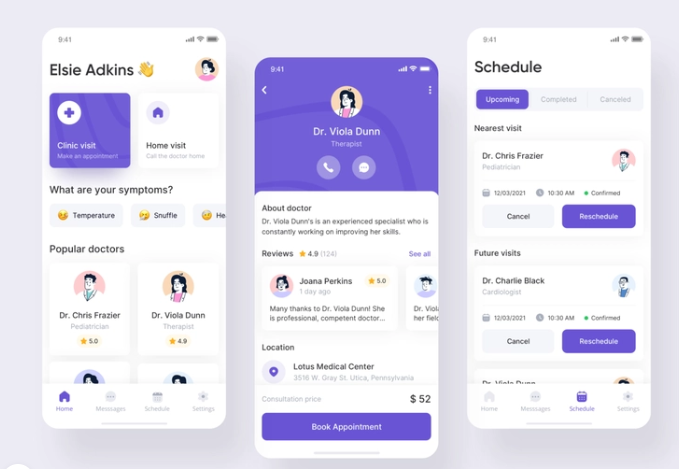 9:41
Elsie Adkins 👋
Clinic visit
Make an appointment
Home visit
Call the doctor home
What are your symptoms?
Temperature
Snuffle
Hea
Popular doctors
Dr. Chris Frazier
Pediatrician
5.0
Dr. Viola Dunn
Therapist
4.9
Home
Messages
Schedule
Settings
9:41
Dr. Viola Dunn
Therapist
About doctor
Dr. Viola Dunn's is an experienced specialist who is
constantly working on improving her skills.
Reviews 4.9 (124) See all
Joana Perkins 5.0
1 day ago
Many thanks to Dr. Viola Dunn! She
is professional, competent doctor...
Dr. Viol
her field
Location
Lotus Medical Center
3516 W. Gray St. Utica, Pennsylvania
Consultation price $ 52
Book Appointment
9:41
Schedule
Upcoming Completed Canceled
Nearest visit
Dr. Chris Frazier
Pediatrician
12/03/2021 10:30 AM Confirmed
Cancel Reschedule
Future visits
Dr. Charlie Black
Cardiologist
12/03/2021 10:30 AM Confirmed
Cancel Reschedule
Dr. Viola Dunn
Home
Messages
Schedule
Settings